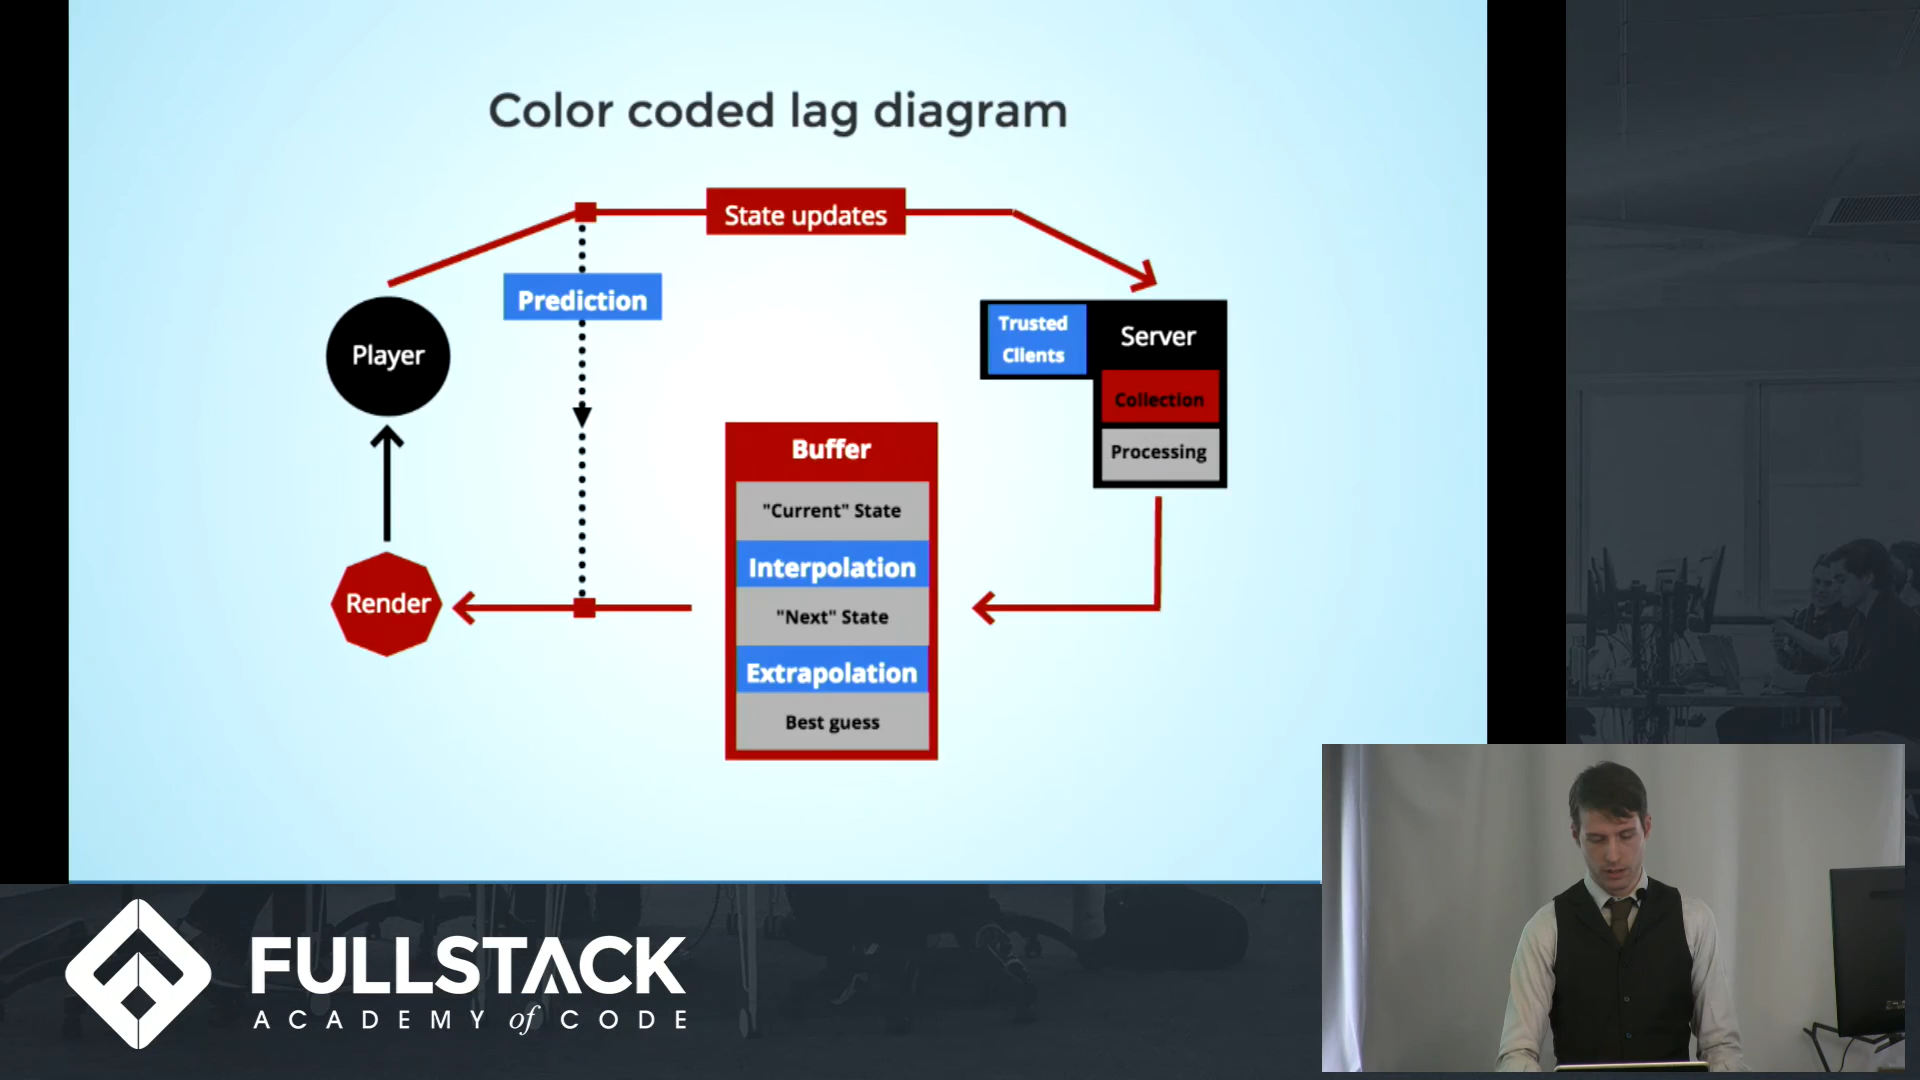 Color coded lag diagram
State updates
Prediction
Trusted
Clients
Server
Player
Collection
Processing
Buffer
"Current" State
Interpolation
"Next" State
Render
Extrapolation
Best guess
FULLSTACK
ACADEMY of CODE